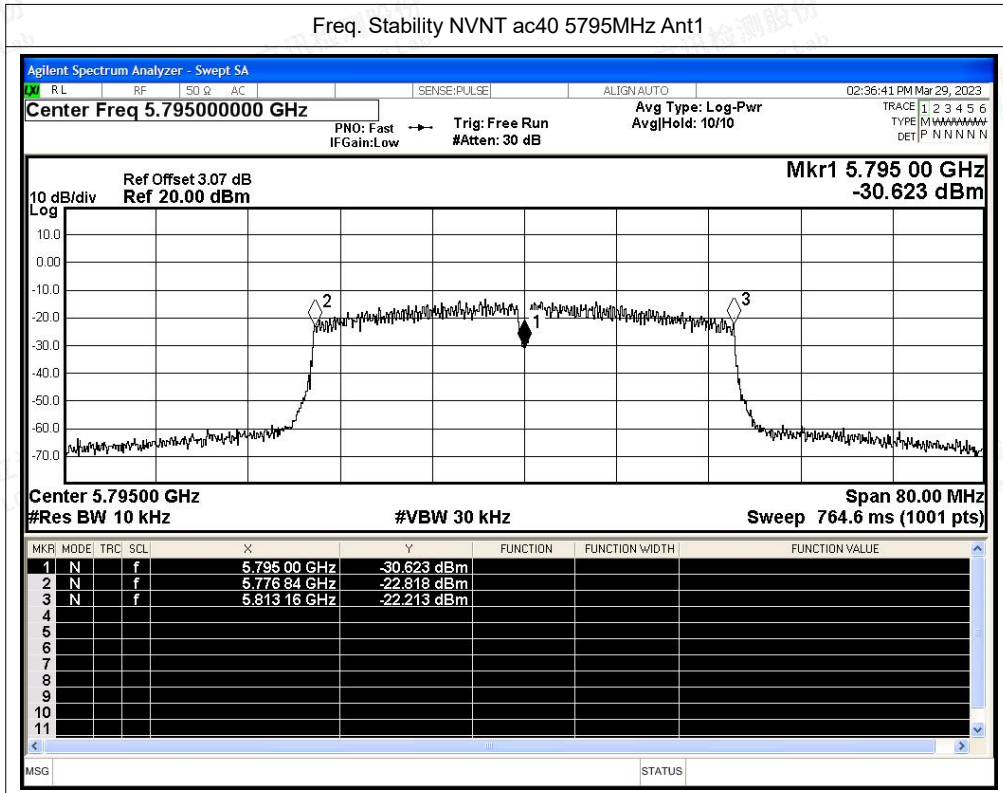 Freq. Stability NVNT ac40 5795MHz Ant1
Agilent Spectrum Analyzer - Swept SA
LXI RL RF 50 Ω AC SENSE:PULSE ALIGN AUTO 02:36:41 PM Mar 29, 2023
Center Freq 5.795000000 GHz Avg Type: Log-Pwr TRACE 1 2 3 4 5 6
PNO: Fast Trig: Free Run Avg|Hold: 10/10 TYPE M WWWWW
IFGain:Low #Atten: 30 dB DET P N N N N N
Mkr1 5.795 00 GHz
Ref Offset 3.07 dB
10 dB/div Ref 20.00 dBm -30.623 dBm
Log
10.0
0.00
-10.0
2
3
-20.0
1
-30.0
-40.0
-50.0
-60.0
-70.0
Center 5.79500 GHz Span 80.00 MHz
#Res BW 10 kHz #VBW 30 kHz Sweep 764.6 ms (1001 pts)
MKR MODE TRC SCL X Y FUNCTION FUNCTION WIDTH FUNCTION VALUE
1 N f 5.795 00 GHz -30.623 dBm
2 N f 5.776 84 GHz -22.818 dBm
3 N f 5.813 16 GHz -22.213 dBm
4
5
6
7
8
9
10
11
MSG STATUS